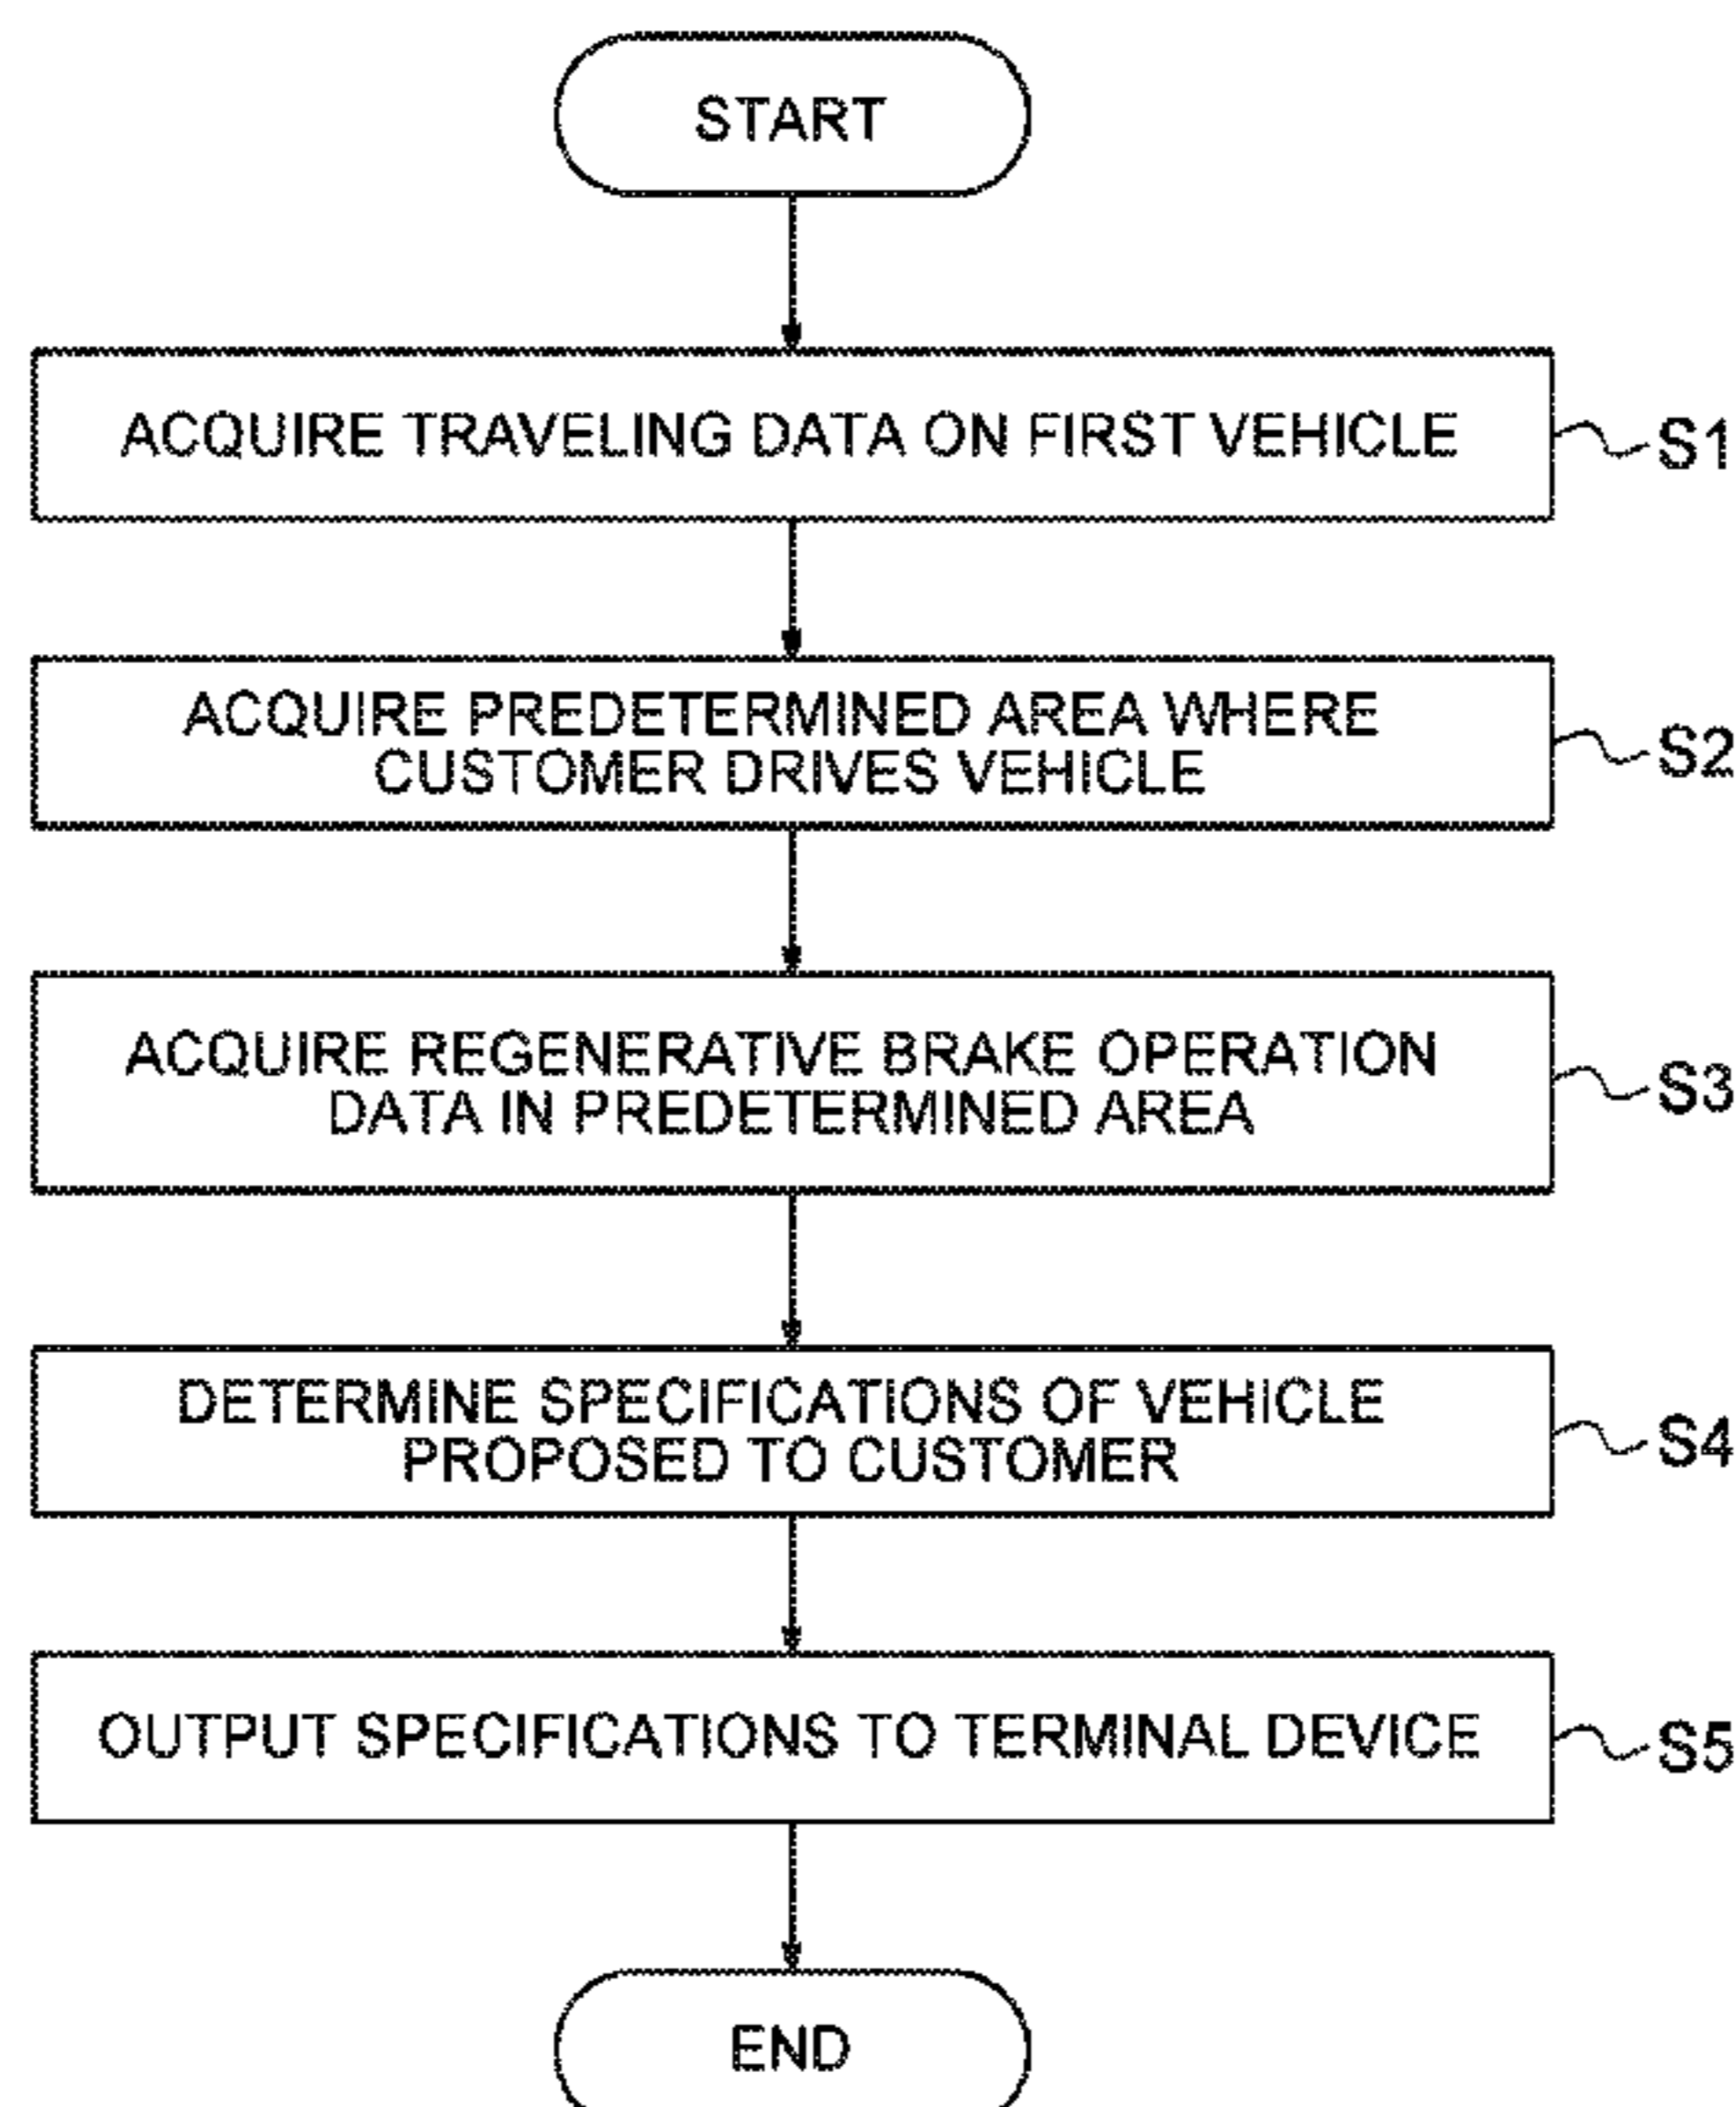 START
ACQUIRE TRAVELING DATA ON FIRST VEHICLE
S1
ACQUIRE PREDETERMINED AREA WHERE
CUSTOMER DRIVES VEHICLE
S2
ACQUIRE REGENERATIVE BRAKE OPERATION
DATA IN PREDETERMINED AREA
S3
DETERMINE SPECIFICATIONS OF VEHICLE
PROPOSED TO CUSTOMER
S4
OUTPUT SPECIFICATIONS TO TERMINAL DEVICE
S5
END